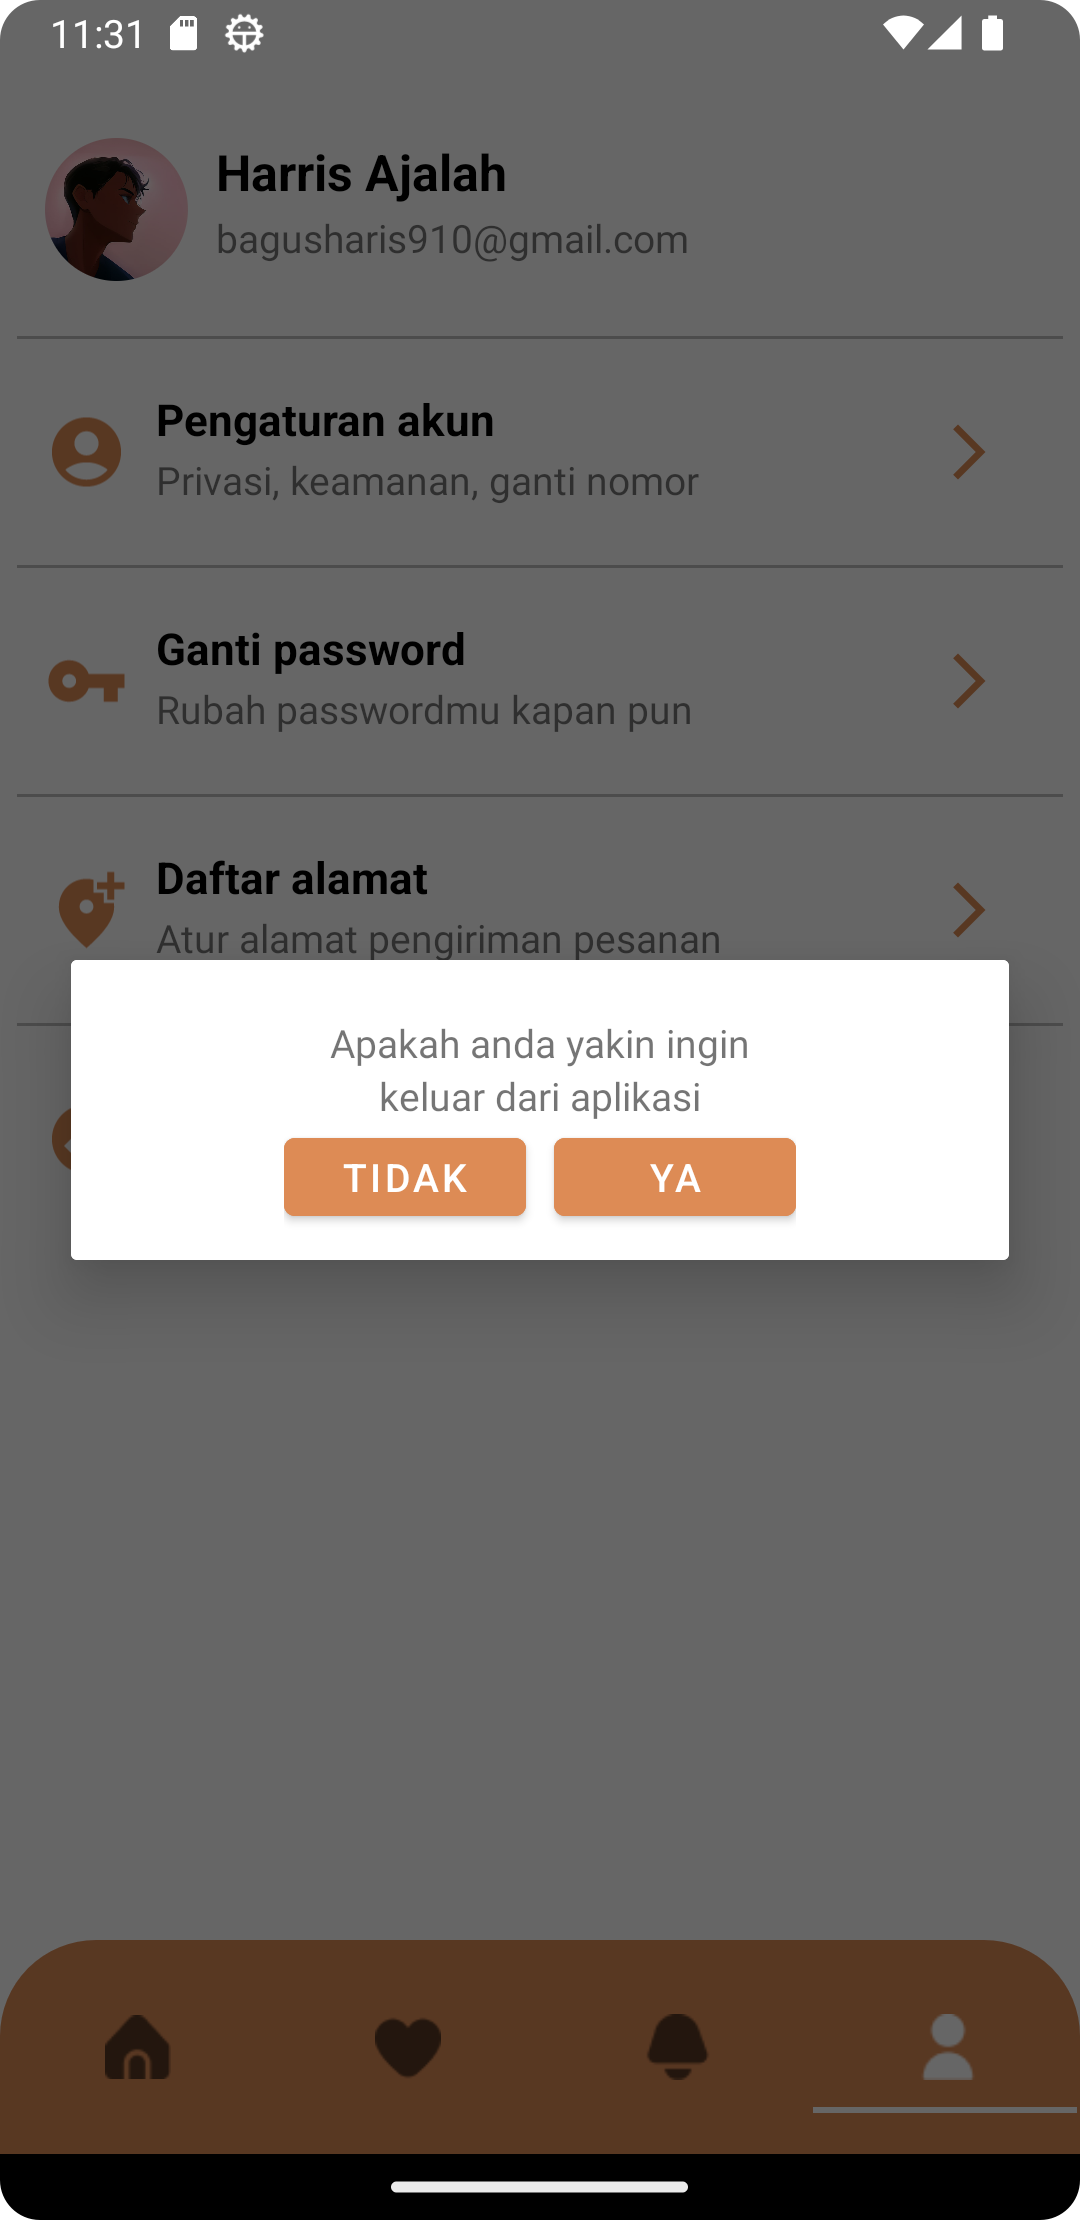 11:31
Harris Ajalah
bagusharis910@gmail.com
Pengaturan akun
Privasi, keamanan, ganti nomor
Ganti password
Rubah passwordmu kapan pun
Daftar alamat
Atur alamat pengiriman pesanan
Apakah anda yakin ingin
keluar dari aplikasi
TIDAK YA